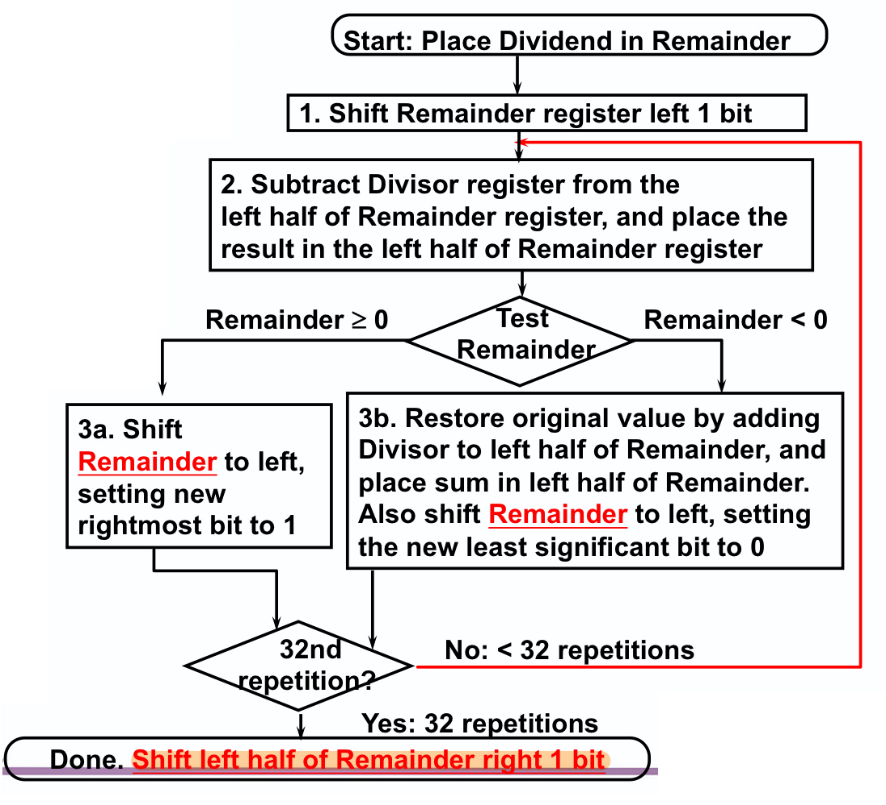 Start: Place Dividend in Remainder
1. Shift Remainder register left 1 bit
2. Subtract Divisor register from the
left half of Remainder register, and place the
result in the left half of Remainder register
Remainder ≥ 0
Test
Remainder
Remainder < 0
3a. Shift
Remainder to left,
setting new
rightmost bit to 1
3b. Restore original value by adding
Divisor to left half of Remainder, and
place sum in left half of Remainder.
Also shift Remainder to left, setting
the new least significant bit to 0
32nd
repetition?
No: < 32 repetitions
Yes: 32 repetitions
Done. Shift left half of Remainder right 1 bit